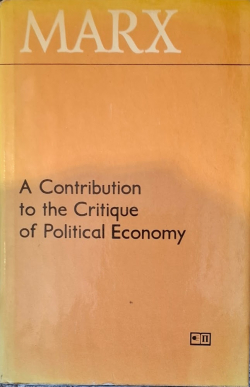 MARX
A Contribution
to the Critique
of Political Economy